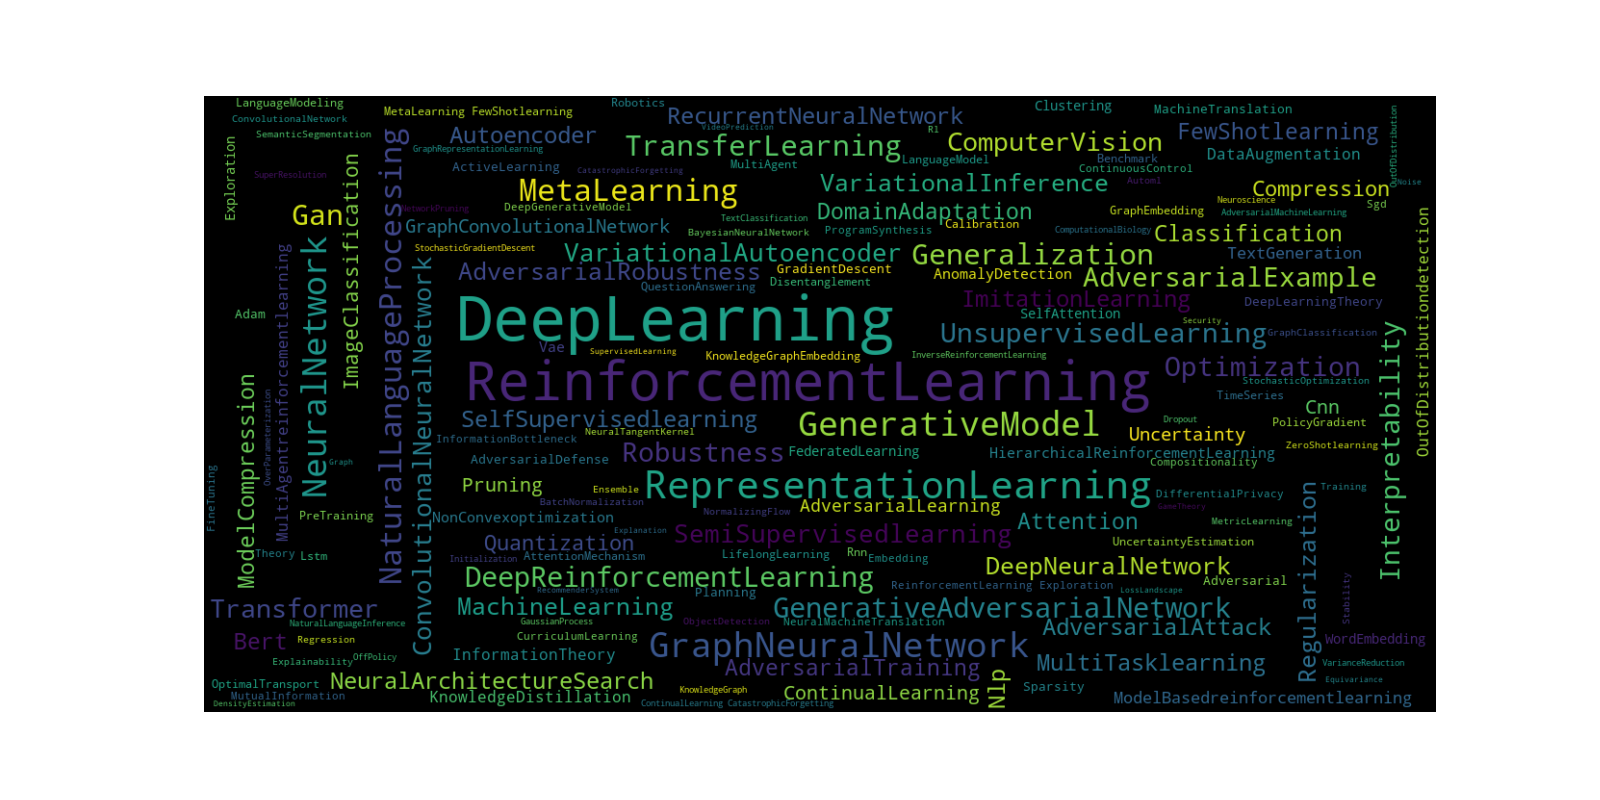 LanguageModeling
MetaLearning FewShotlearning
Robotics
RecurrentNeuralNetwork
Clustering
MachineTranslation
ConvolutionalNetwork
SemanticSegmentation
Autoencoder
VideoPrediction
Rl
TransferLearning
ComputerVision
FewShotlearning
OutOfDistribution
Exploration
GraphRepresentationLearning
LanguageModel
Benchmark
DataAugmentation
ImageClassification
NaturalLanguageProcessing
ActiveLearning
MultiAgent
ContinuousControl
SuperResolution
CatastrophicForgetting
MetaLearning
VariationalInference
Automl
Compression
Noise
NetworkPruning
DeepGenerativeModel
DomainAdaptation
GraphEmbedding
Neuroscience
Sgd
AdversarialMachineLearning
Gan
GraphConvolutionalNetwork
TextClassification
BayesianNeuralNetwork
ProgramSynthesis
Calibration
ComputationalBiology
Classification
OutOfDistributiondetection
StochasticGradientDescent
VariationalAutoencoder
Generalization
TextGeneration
NeuralNetwork
MultiAgentreinforcementlearning
ConvolutionalNeuralNetwork
AdversarialRobustness
GradientDescent
AnomalyDetection
AdversarialExample
QuestionAnswering
Disentanglement
ImitationLearning
DeepLearningTheory
Adam
DeepLearning
SelfAttention
Security
UnsupervisedLearning
GraphClassification
Vae
SupervisedLearning
KnowledgeGraphEmbedding
InverseReinforcementLearning
Interpretability
ReinforcementLearning
Optimization
StochasticOptimization
TimeSeries
ModelCompression
OverParameterization
SelfSupervisedlearning
GenerativeModel
Dropout
Cnn
PolicyGradient
InformationBottleneck
NeuralTangentKernel
Uncertainty
ZeroShotlearning
Graph
AdversarialDefense
Robustness
FederatedLearning
HierarchicalReinforcementLearning
Compositionality
FineTuning
Pruning
Ensemble
RepresentationLearning
DifferentialPrivacy
Training
BatchNormalization
AdversarialLearning
GameTheory
PreTraining
NonConvexoptimization
NormalizingFlow
Attention
MetricLearning
Regularization
Explanation
SemiSupervisedlearning
Quantization
UncertaintyEstimation
Theory
Lstm
Initialization
AttentionMechanism
LifelongLearning
Rnn
Embedding
DeepNeuralNetwork
DeepReinforcementLearning
Adversarial
RecommenderSystem
Planning
ReinforcementLearning Exploration
LossLandscape
Stability
Transformer
MachineLearning
GenerativeAdversarialNetwork
NaturalLanguageInference
GaussianProcess
ObjectDetection
NeuralMachineTranslation
AdversarialAttack
Bert
Regression
CurriculumLearning
GraphNeuralNetwork
WordEmbedding
Explainability
OffPolicy
InformationTheory
AdversarialTraining
MultiTasklearning
VarianceReduction
OptimalTransport
NeuralArchitectureSearch
Equivariance
MutualInformation
KnowledgeDistillation
KnowledgeGraph
ContinualLearning
Nlp
Sparsity
DensityEstimation
ContinualLearning CatastrophicForgetting
ModelBasedreinforcementlearning